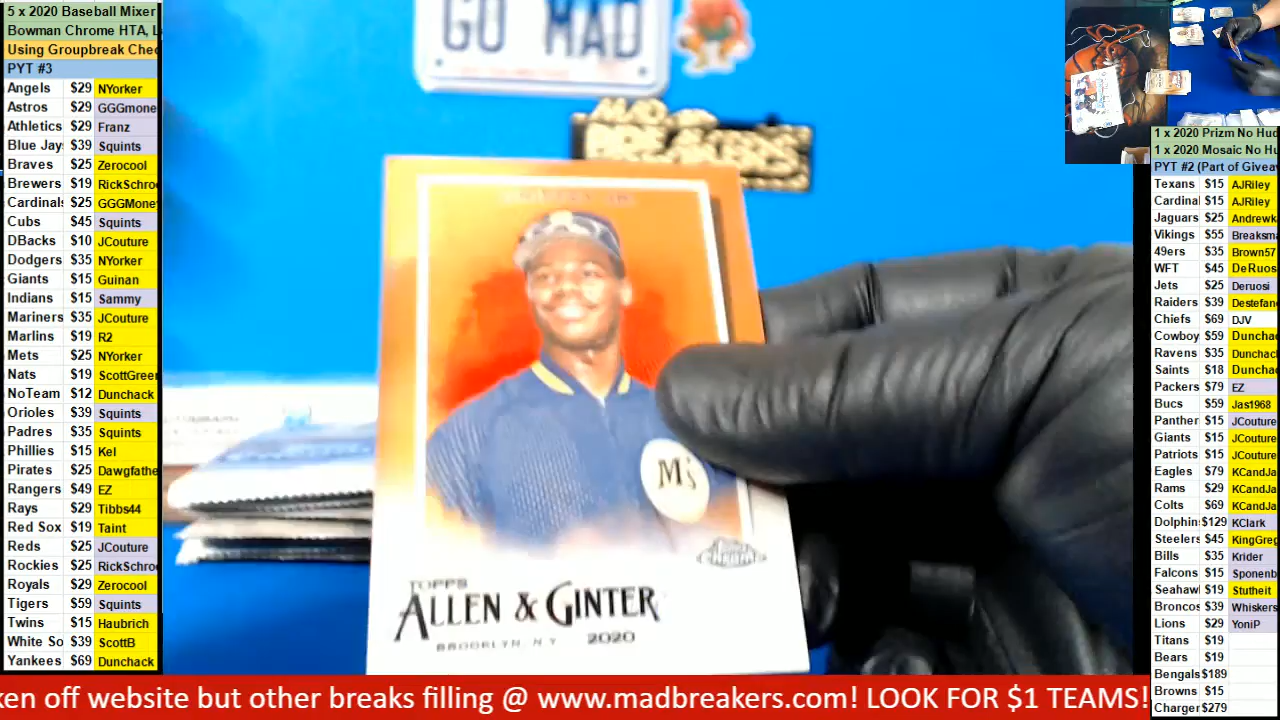 5 x 2020 Baseball Mixer
Bowman Chrome HTA, L
Using Groupbreak Chec
PYT #3
Angels $29 NYorker
Astros $29 GGGmone
Athletics $29 Franz
Blue Jay $39 Squints
Braves $25 Zerocool
Brewers $19 RickSchro
Cardinals $25 GGGMoney
Cubs $45 Squints
DBacks $10 JCouture
Dodgers $35 NYorker
Giants $15 Guinan
Indians $15 Sammy
Mariners $35 JCouture
Marlins $19 R2
Mets $25 NYorker
Nats $19 ScottGreer
NoTeam $12 Dunchack
Orioles $39 Squints
Padres $35 Squints
Phillies $15 Kel
Pirates $25 Dawgfathe
Rangers $49 EZ
Rays $29 Tibbs44
Red Sox $19 Taint
Reds $25 JCouture
Rockies $25 RickSchro
Royals $29 Zerocool
Tigers $59 Squints
Twins $15 Haubrich
White So $39 ScottB
Yankees $69 Dunchack
GO MAD
MAD
BREAKERS
M's
Topps
Chrome
TOPPS
ALLEN & GINTER
BROOKLYN, N.Y. 2020
1 x 2020 Prizm No Hud
1 x 2020 Mosaic No Hu
PYT #2 (Part of Giveav
Texans $15 AJRiley
Cardinal $15 AJRiley
Jaguars $25 Andrewk
Vikings $55 Breaksma
49ers $35 Brown57
WFT $45 DeRuos
Jets $25 Deruosi
Raiders $39 Destefan
Chiefs $69 DJV
Cowboy $59 Dunchac
Ravens $35 Dunchac
Saints $18 Dunchac
Packers $79 EZ
Bucs $59 Jas1968
Panther $15 JCouture
Giants $15 JCouture
Patriots $15 JCouture
Eagles $79 KCandJa
Rams $29 KCandJa
Colts $69 KCandJa
Dolphin $129 KClark
Steelers $45 KingGreg
Bills $35 Krider
Falcons $15 Sponenb
Seahawl $19 Stutheit
Broncos $39 Whiskers
Lions $29 YoniP
Titans $19
Bears $19
Bengals $189
Browns $15
Charger $279
ken off website but other breaks filling @ www.madbreakers.com! LOOK FOR $1 TEAMS!